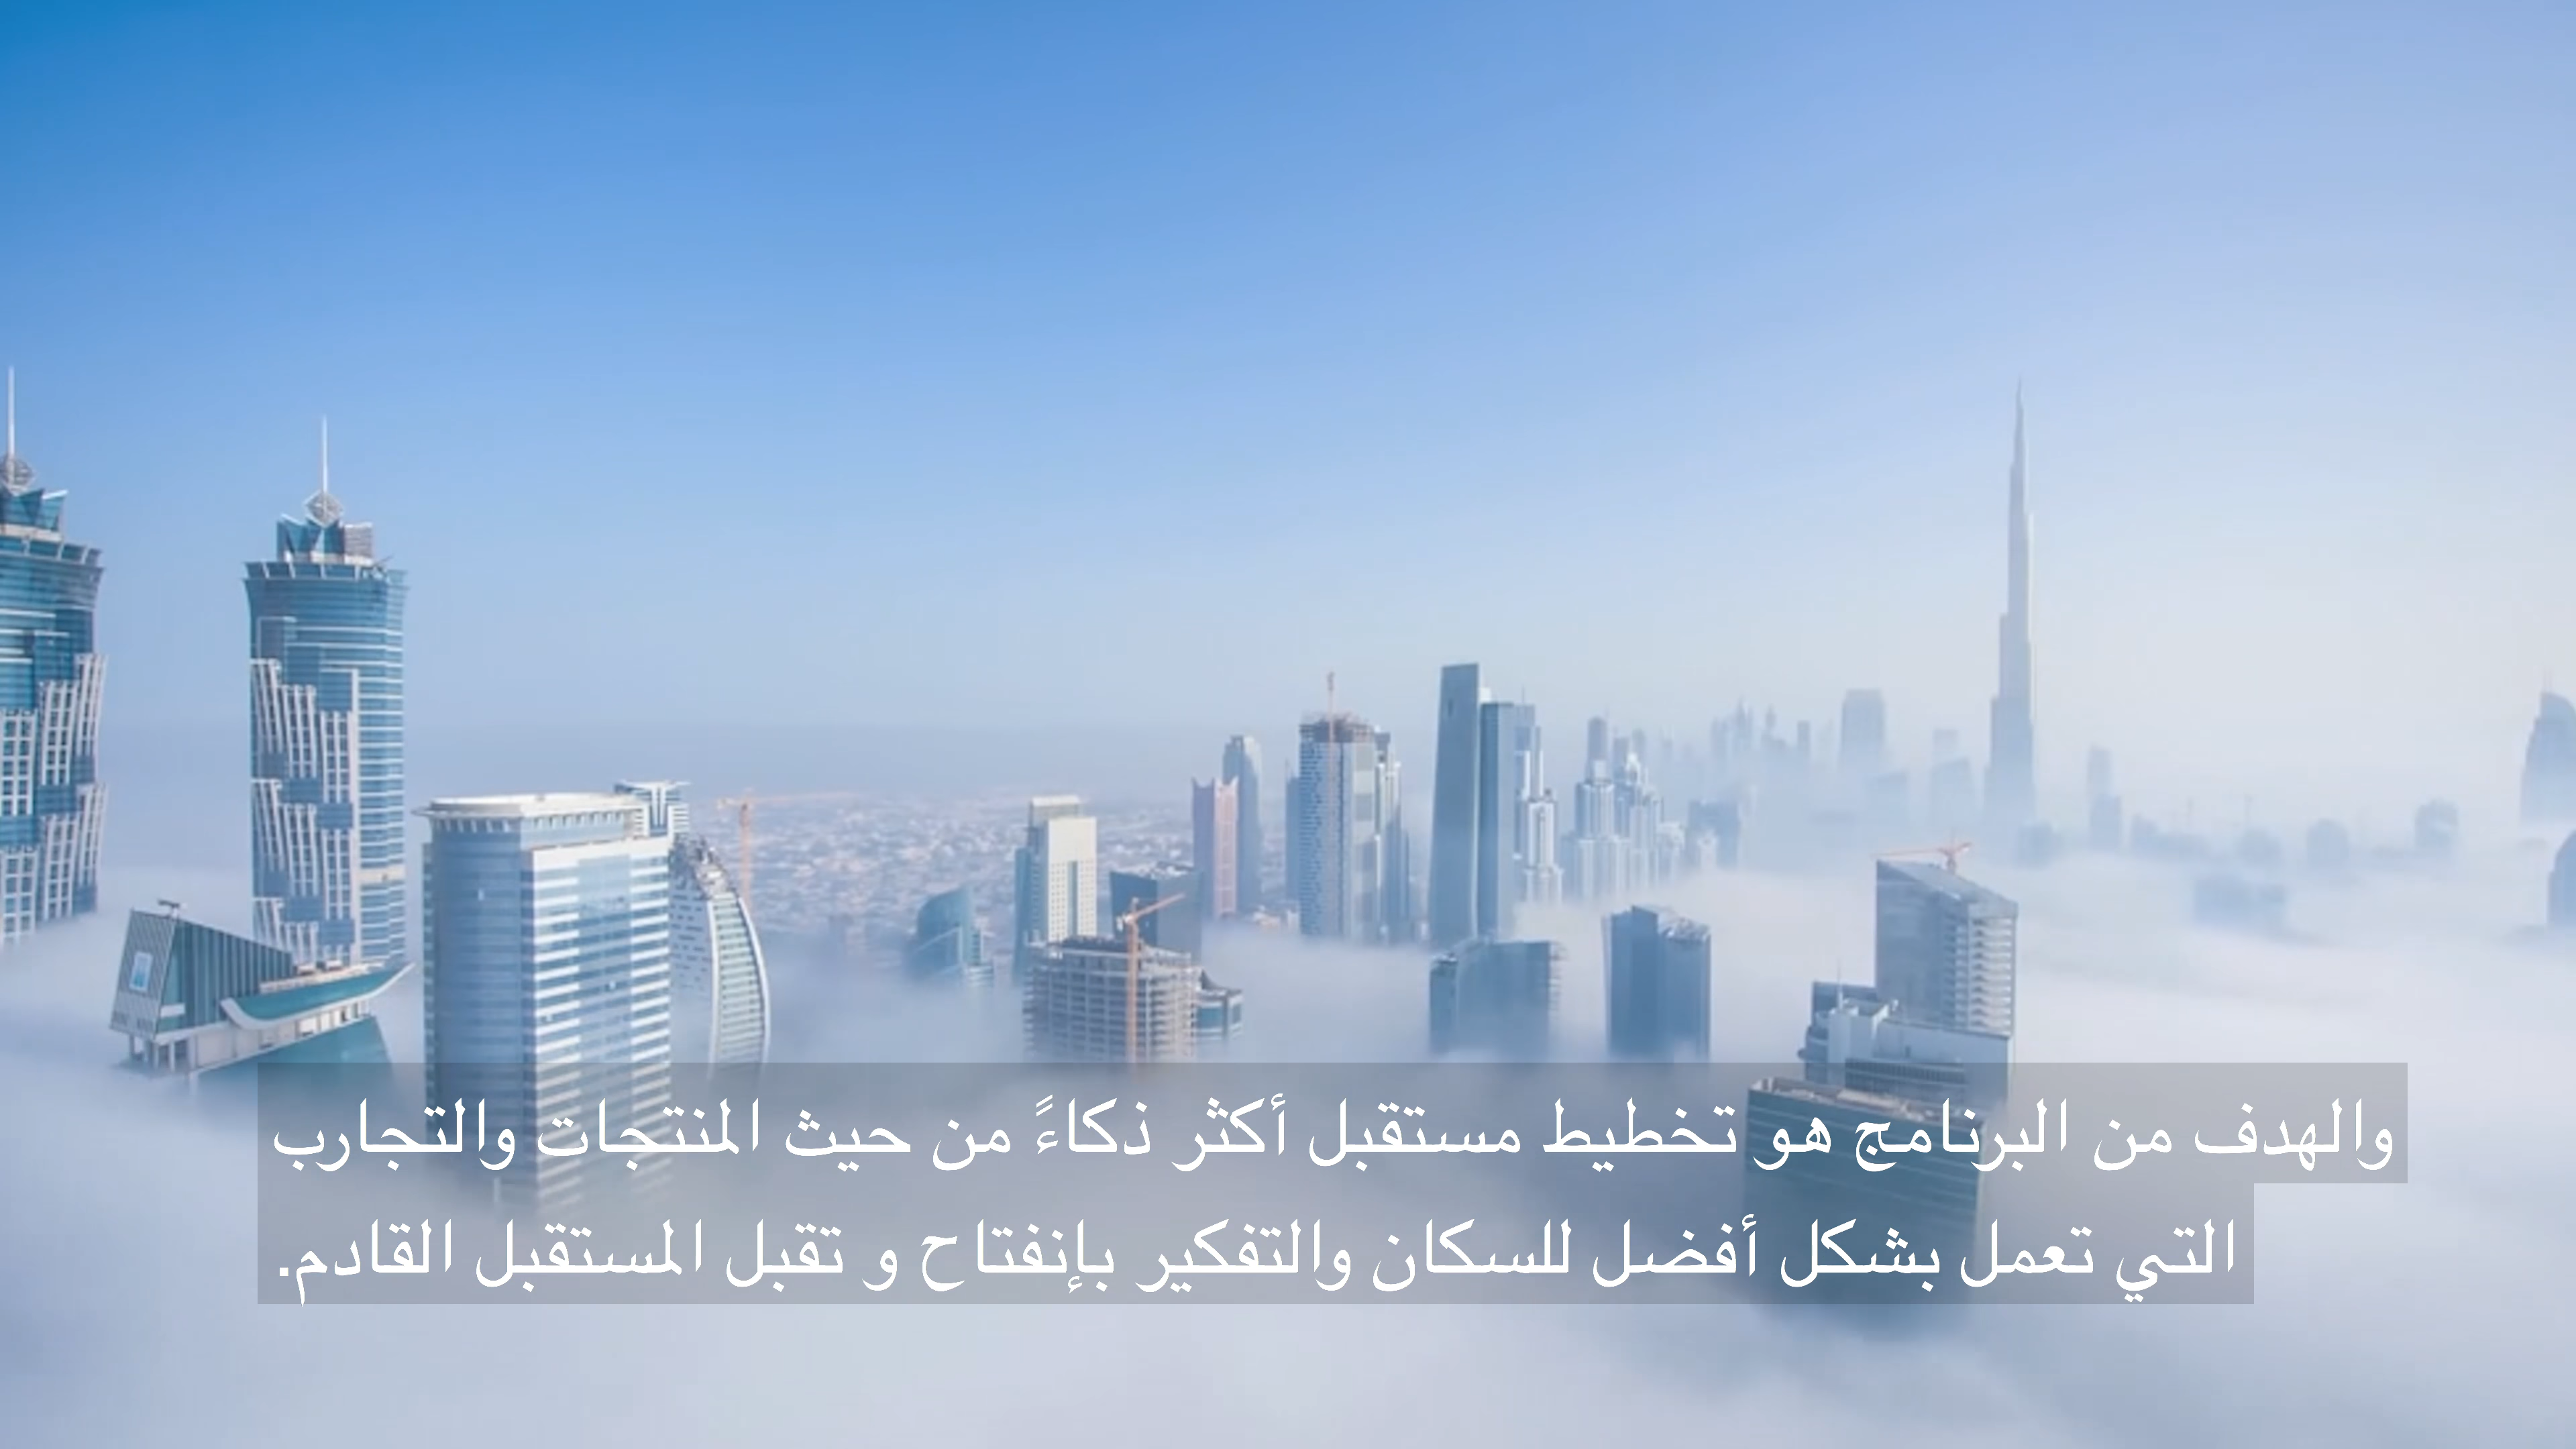 والهدف من البرنامج هو تخطيط مستقبل أكثر ذكاءً من حيث المنتجات والتجارب
التي تعمل بشكل أفضل للسكان والتفكير بإنفتاح و تقبل المستقبل القادم.